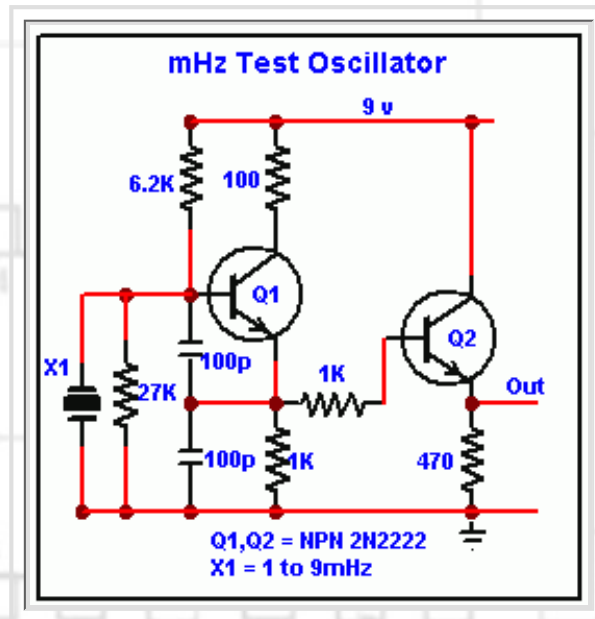 mHz Test Oscillator
9 v
6.2K
100
Q1
Q2
100p
X1
27K
1K
Out
100p
1K
470
Q1,Q2 = NPN 2N2222
X1 = 1 to 9mHz